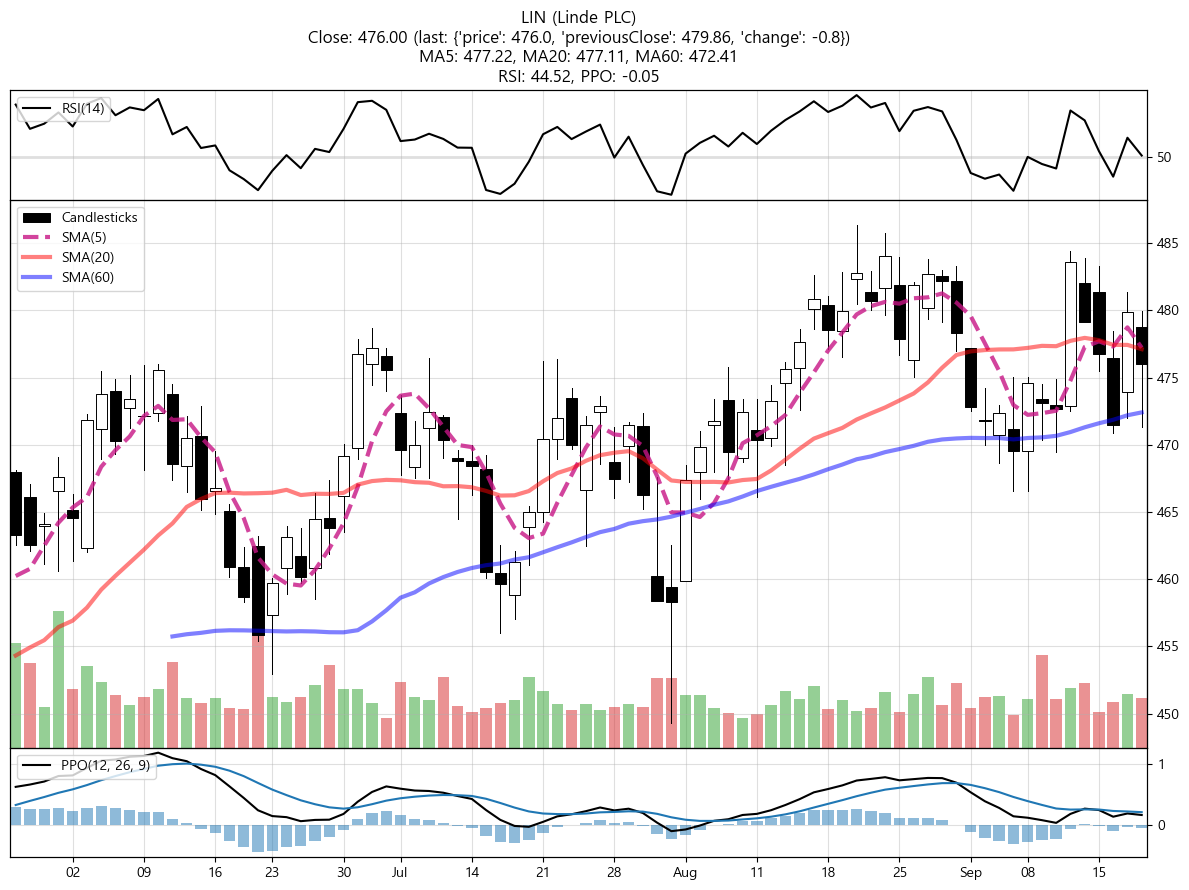 LIN (Linde PLC)
Close: 476.00 (last: {'price': 476.0, 'previousClose': 479.86, 'change': -0.8})
MA5: 477.22, MA20: 477.11, MA60: 472.41
RSI: 44.52, PPO: -0.05
RSI(14)
50
Candlesticks
SMA(5)
SMA(20)
SMA(60)
485
480
475
470
465
460
455
450
PPO(12, 26, 9)
1
0
02 09 16 23 30 Jul 14 21 28 Aug 11 18 25 Sep 08 15